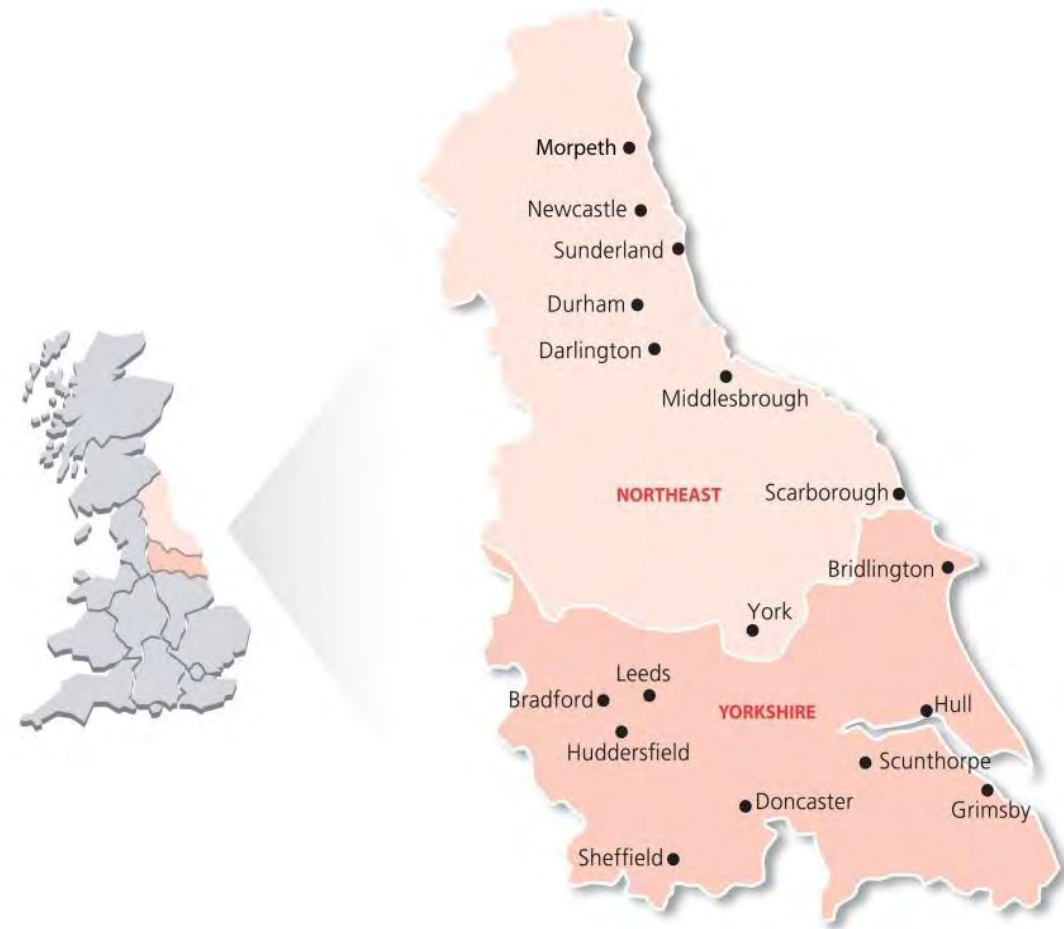 Morpeth
Newcastle
Sunderland
Durham
Darlington
Middlesbrough
NORTHEAST
Scarborough
Bridlington
York
Leeds
Bradford
YORKSHIRE
Hull
Huddersfield
Scunthorpe
Doncaster
Grimsby
Sheffield